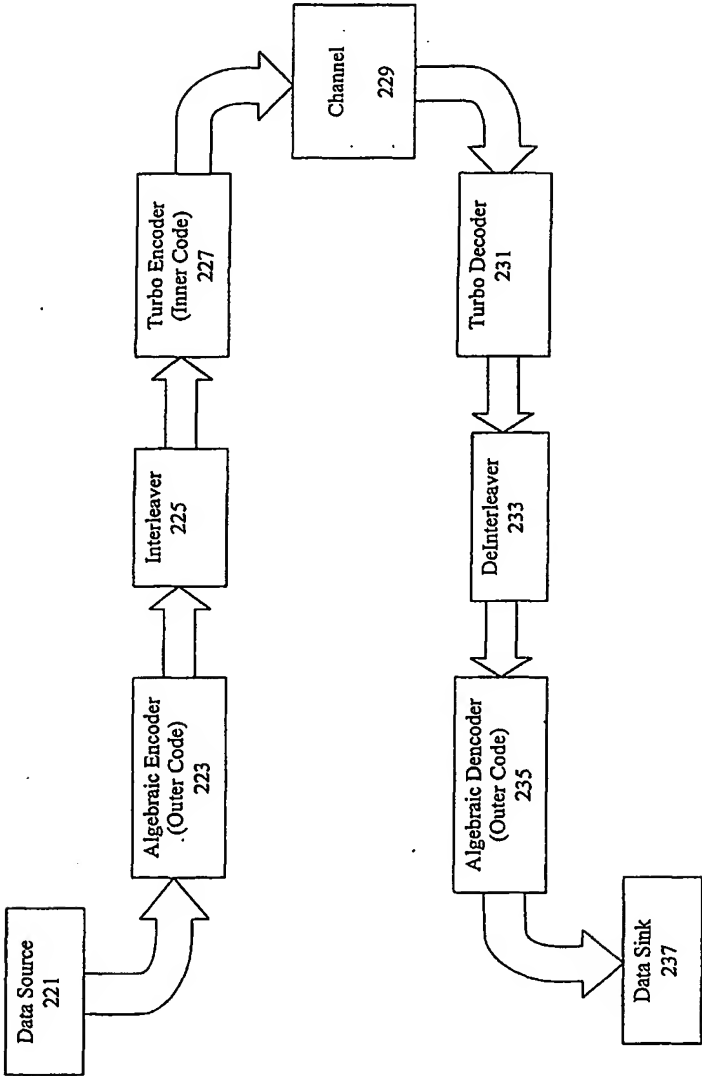 Data Source
221
Algebraic Encoder
(Outer Code)
223
Interleaver
225
Turbo Encoder
(Inner Code)
227
Channel
229
Turbo Decoder
231
DeInterleaver
233
Algebraic Dencoder
(Outer Code)
235
Data Sink
237